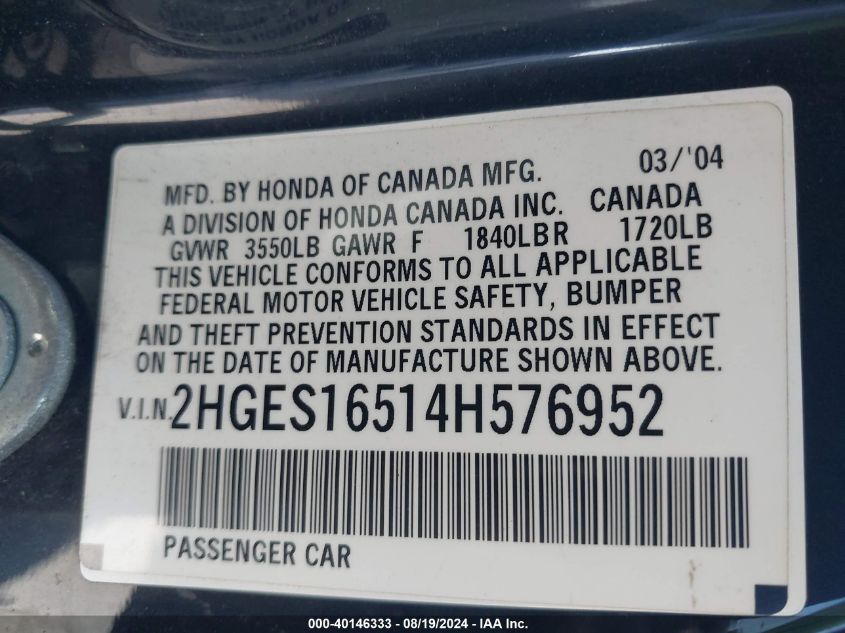 MFD. BY HONDA OF CANADA MFG. 03/'04
A DIVISION OF HONDA CANADA INC. CANADA
GVWR 3550LB GAWR F 1840LB R 1720LB
THIS VEHICLE CONFORMS TO ALL APPLICABLE
FEDERAL MOTOR VEHICLE SAFETY, BUMPER
AND THEFT PREVENTION STANDARDS IN EFFECT
ON THE DATE OF MANUFACTURE SHOWN ABOVE.
V.I.N. 2HGES16514H576952
PASSENGER CAR
000-40146333 - 08/19/2024 - IAA Inc.